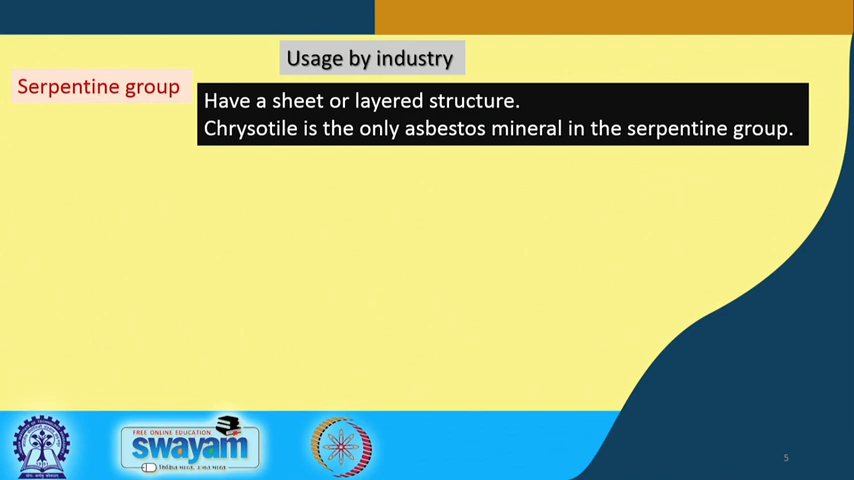 Usage by industry
Serpentine group
Have a sheet or layered structure.
Chrysotile is the only asbestos mineral in the serpentine group.
FREE ONLINE EDUCATION
swayam
5